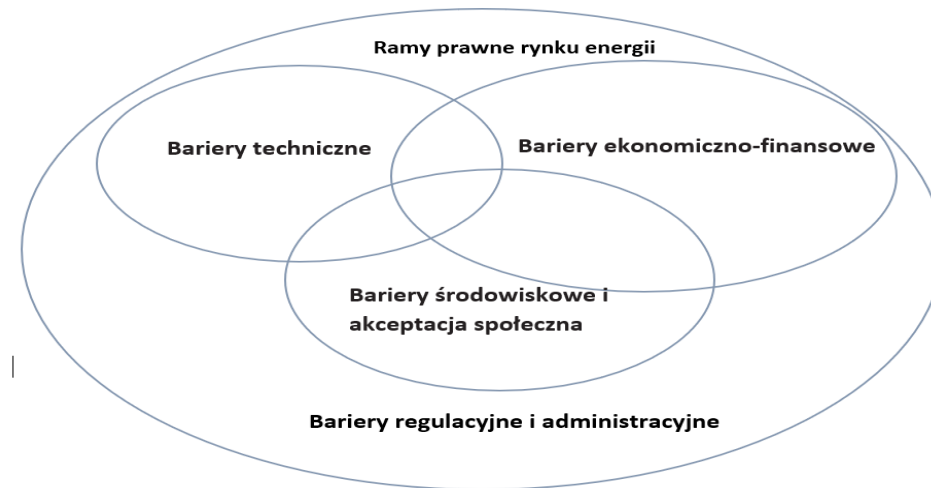 Ramy prawne rynku energii
Bariery techniczne
Bariery ekonomiczno-finansowe
Bariery środowiskowe i
akceptacja społeczna
Bariery regulacyjne i administracyjne